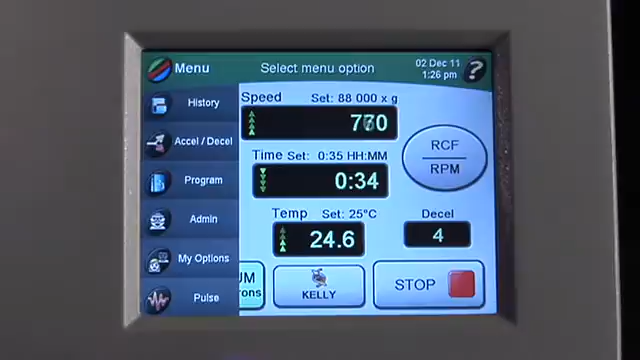 Menu
Select menu option
02 Dec 11
1:26 pm
?
History
Accel / Decel
Program
Admin
My Options
Pulse
Speed Set: 88 000 x g
Time Set: 0:35 HH:MM
0:34
Temp Set: 25°C
24.6
RCF
RPM
Decel
4
UM
rons
KELLY
STOP